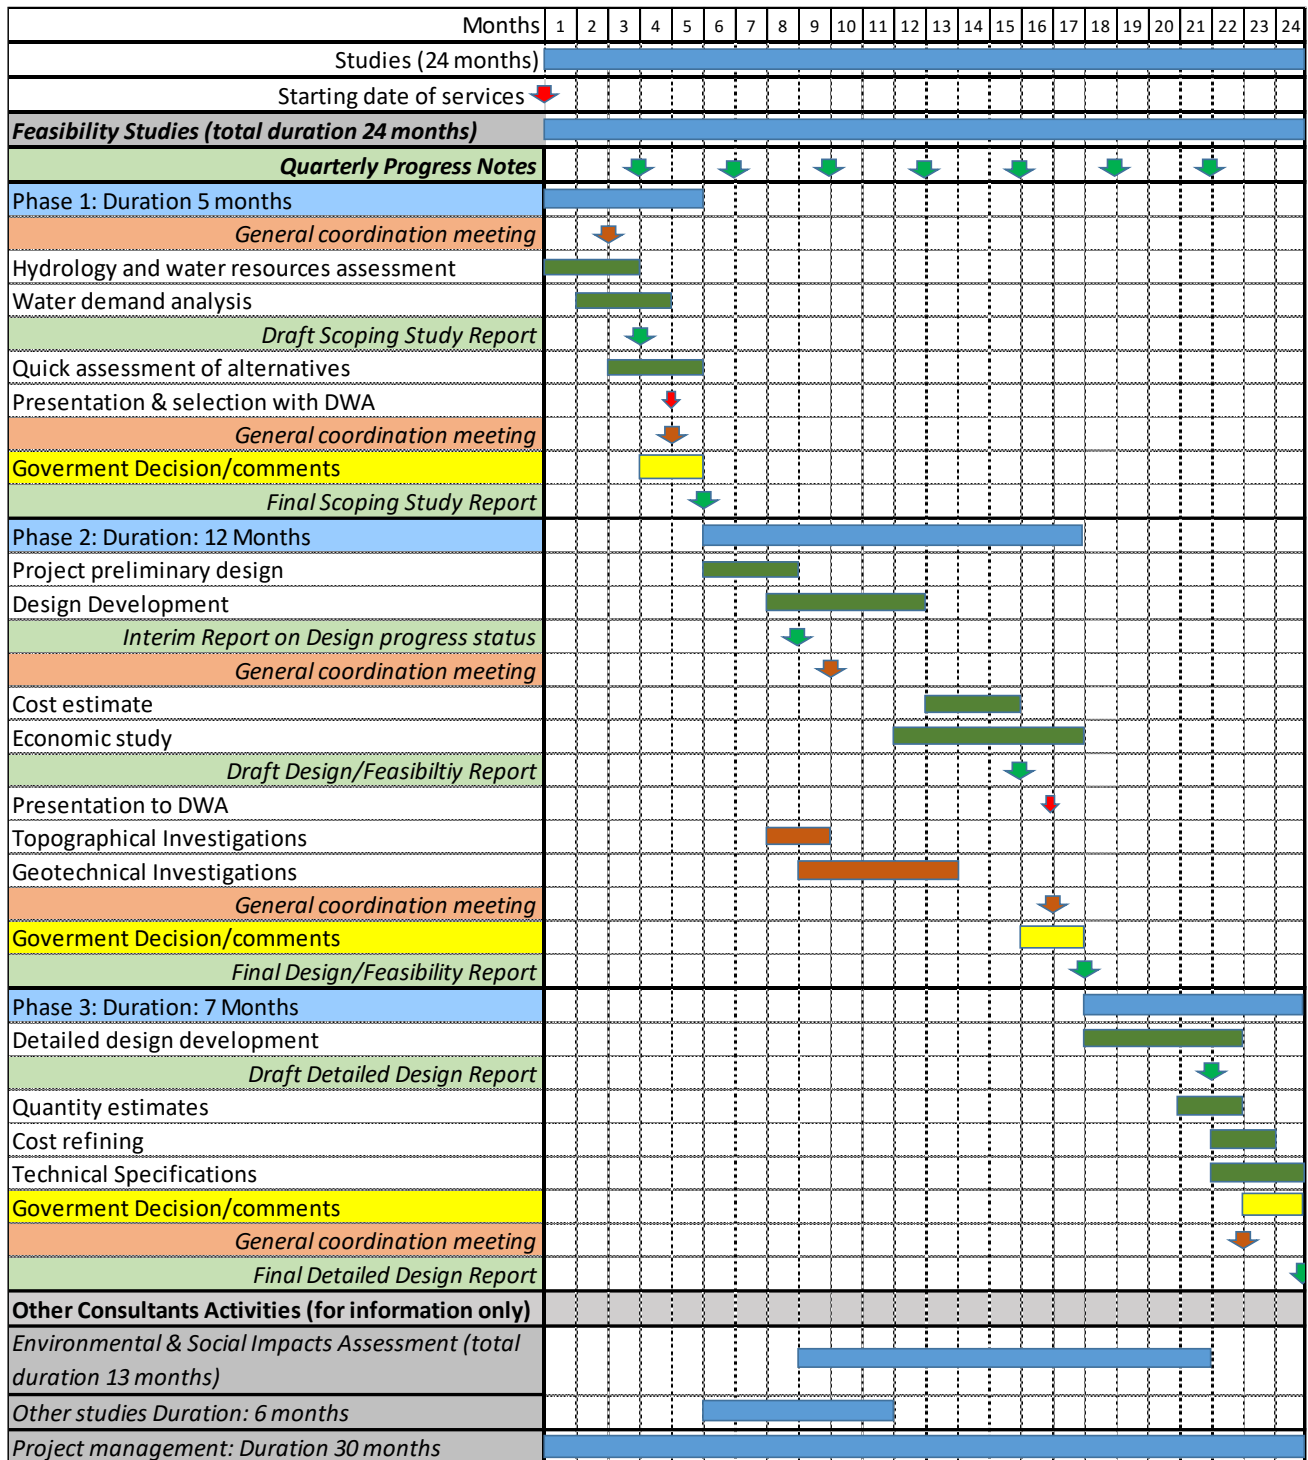 Months 1 2 3 4 5 6 7 8 9 10 11 12 13 14 15 16 17 18 19 20 21 22 23 24
Studies (24 months)
Starting date of services
Feasibility Studies (total duration 24 months)
Quarterly Progress Notes
Phase 1: Duration 5 months
General coordination meeting
Hydrology and water resources assessment
Water demand analysis
Draft Scoping Study Report
Quick assessment of alternatives
Presentation & selection with DWA
General coordination meeting
Goverment Decision/comments
Final Scoping Study Report
Phase 2: Duration: 12 Months
Project preliminary design
Design Development
Interim Report on Design progress status
General coordination meeting
Cost estimate
Economic study
Draft Design/Feasibiltiy Report
Presentation to DWA
Topographical Investigations
Geotechnical Investigations
General coordination meeting
Goverment Decision/comments
Final Design/Feasibility Report
Phase 3: Duration: 7 Months
Detailed design development
Draft Detailed Design Report
Quantity estimates
Cost refining
Technical Specifications
Goverment Decision/comments
General coordination meeting
Final Detailed Design Report
Other Consultants Activities (for information only)
Environmental & Social Impacts Assessment (total
duration 13 months)
Other studies Duration: 6 months
Project management: Duration 30 months